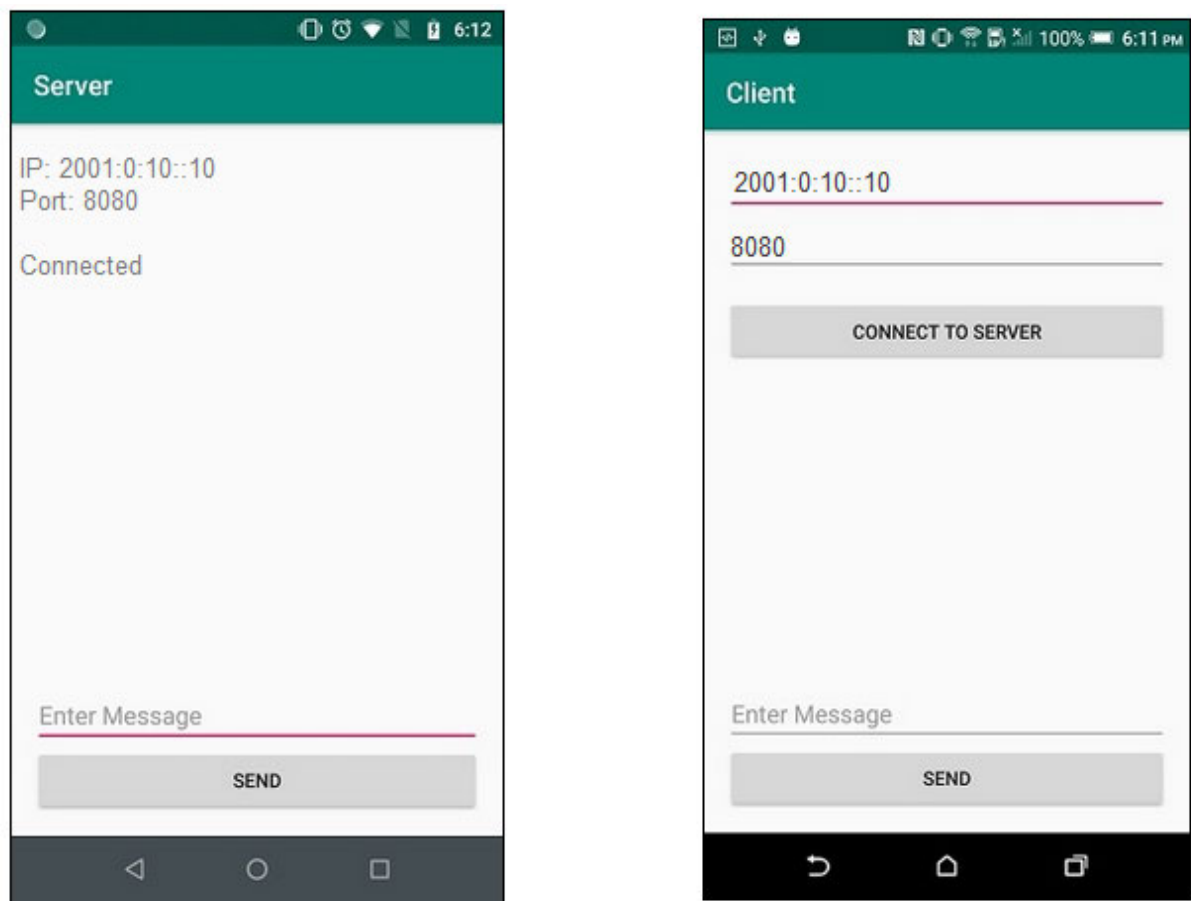 6:12
Server
IP: 2001:0:10::10
Port: 8080
Connected
Enter Message
SEND
100% 6:11 PM
Client
2001:0:10::10
8080
CONNECT TO SERVER
Enter Message
SEND